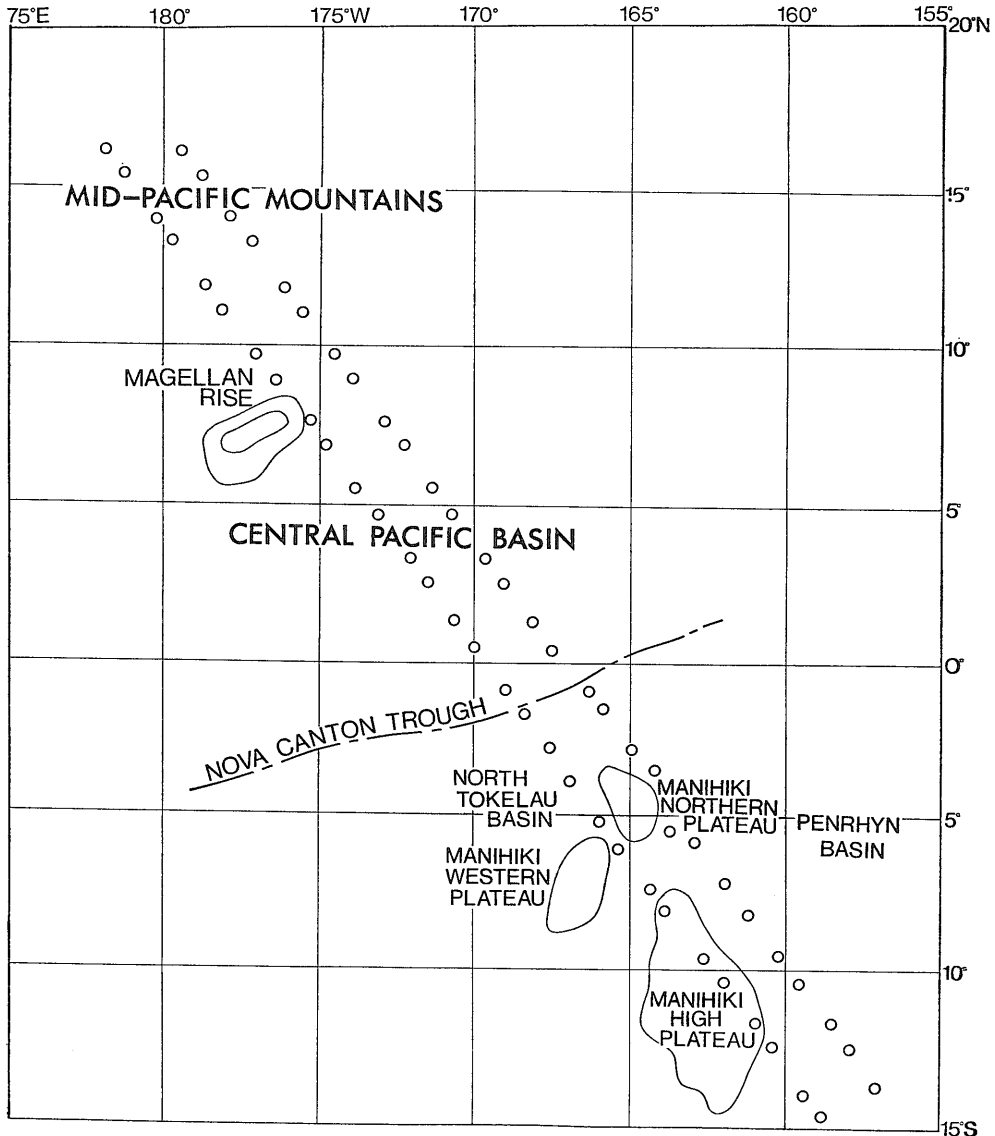 75°E 180° 175°W 170° 165° 160° 155°
20°N
MID-PACIFIC MOUNTAINS
15°
10°
MAGELLAN
RISE
5°
CENTRAL PACIFIC BASIN
0°
NOVA CANTON TROUGH
NORTH
TOKELAU
BASIN
MANIHIKI
NORTHERN
PLATEAU
5°
PENRHYN
BASIN
MANIHIKI
WESTERN
PLATEAU
10°
MANIHIKI
HIGH
PLATEAU
15°S